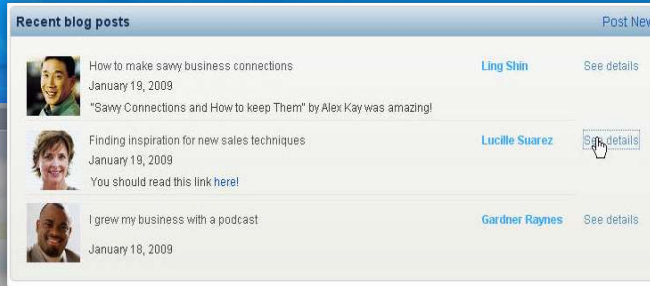 Recent blog posts Post New
How to make savvy business connections Ling Shin See details
January 19, 2009
"Savvy Connections and How to keep Them" by Alex Kay was amazing!
Finding inspiration for new sales techniques Lucille Suarez See details
January 19, 2009
You should read this link here!
I grew my business with a podcast Gardner Raynes See details
January 18, 2009